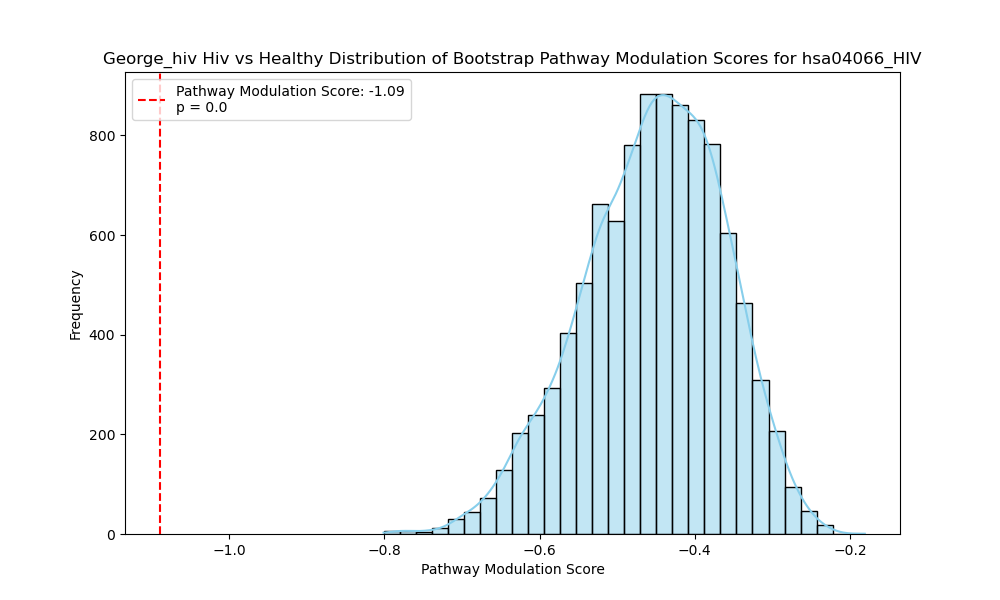 George_hiv Hiv vs Healthy Distribution of Bootstrap Pathway Modulation Scores for hsa04066_HIV
Pathway Modulation Score: -1.09
p = 0.0
800
600
400
200
0
Frequency
−1.0
−0.8
−0.6
−0.4
−0.2
Pathway Modulation Score